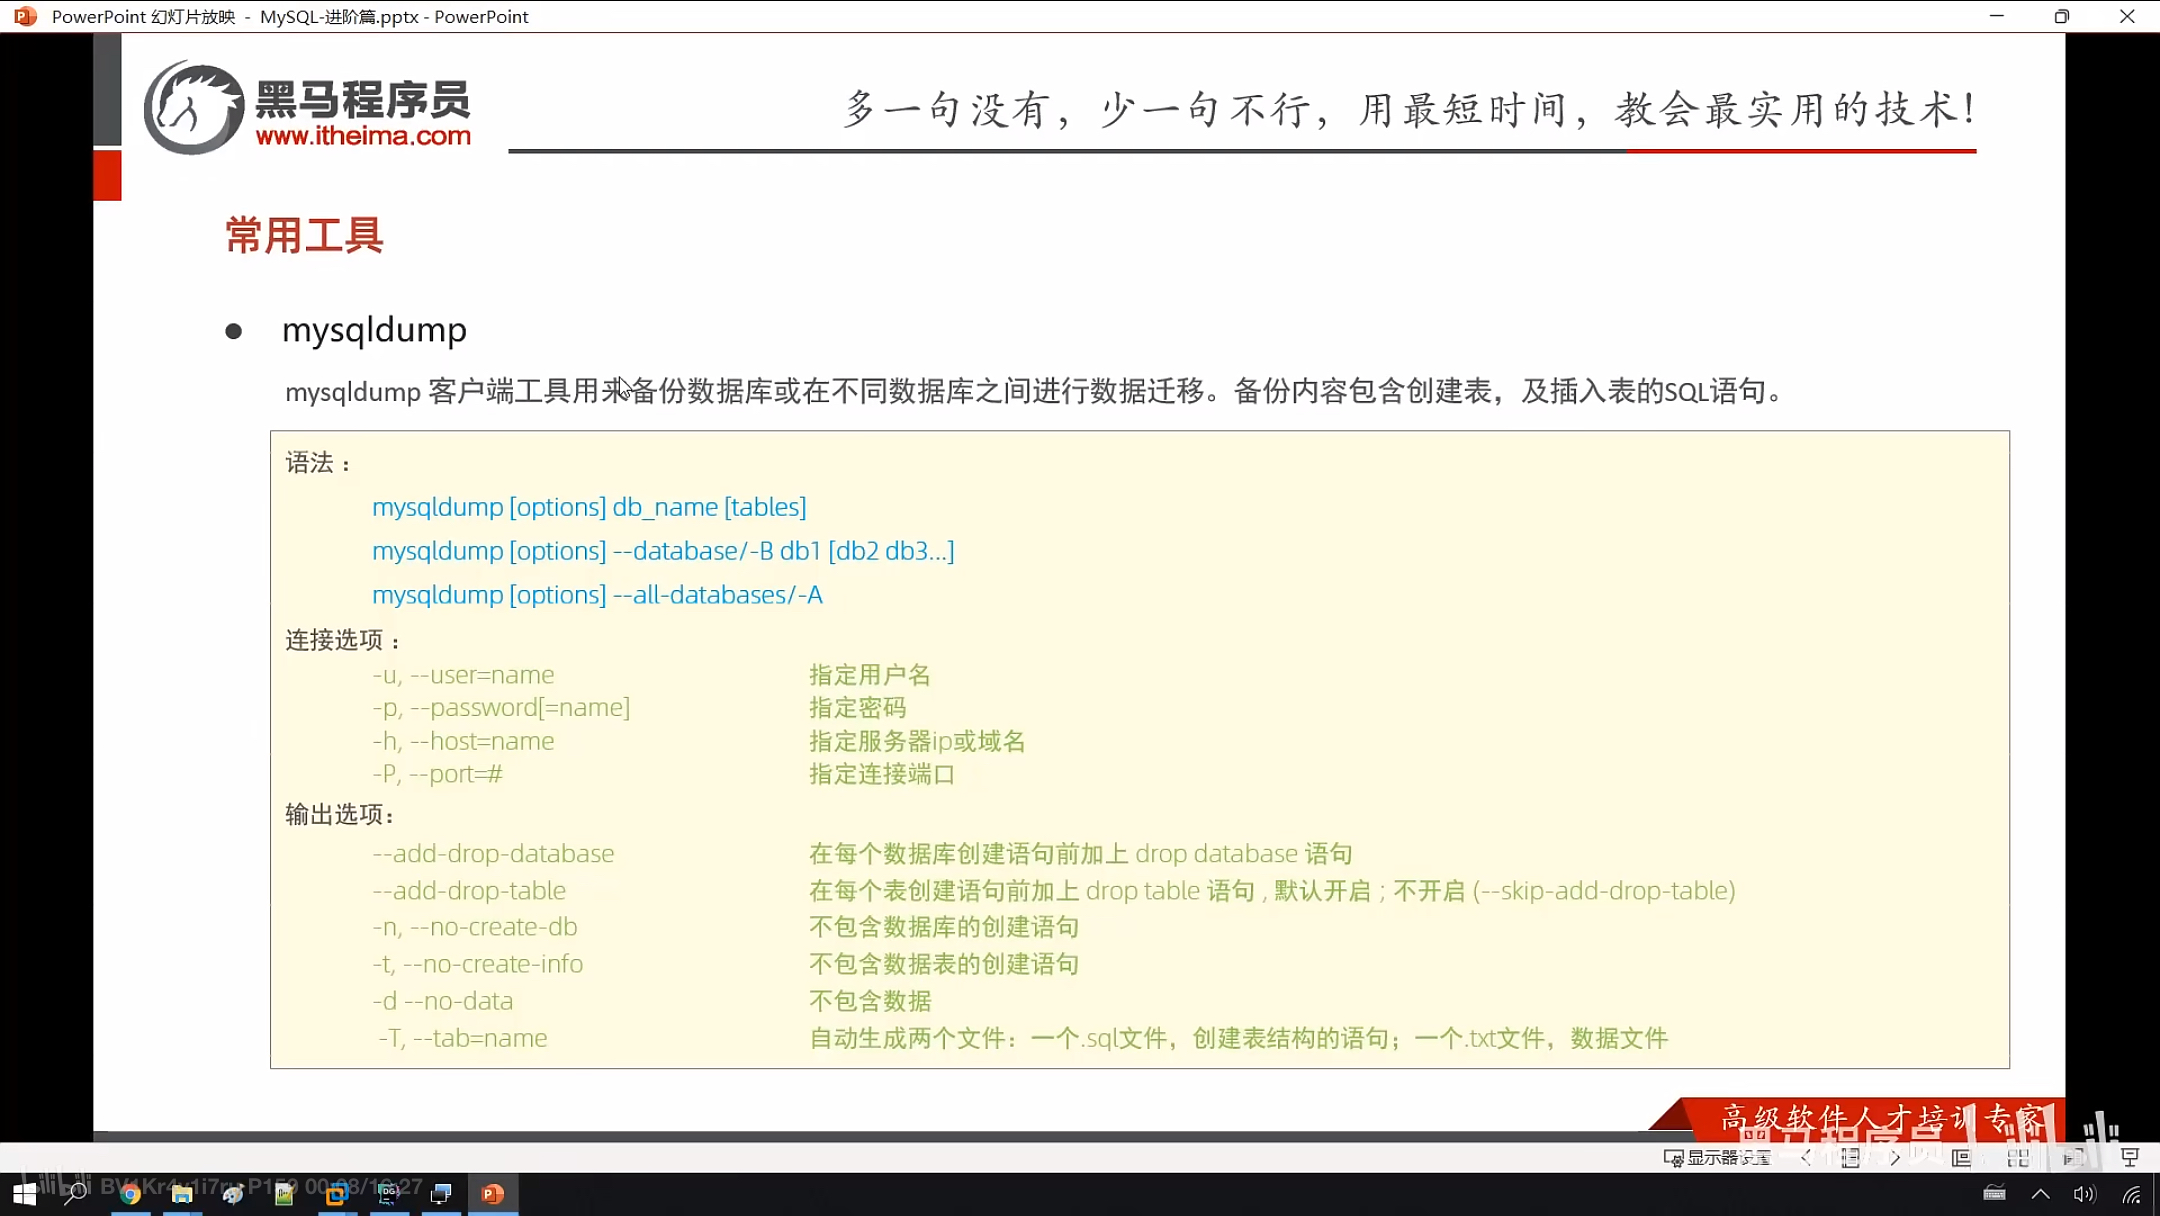 PowerPoint 幻灯片放映 - MySQL-进阶篇.pptx - PowerPoint
黑马程序员
www.itheima.com
多一句没有，少一句不行，用最短时间，教会最实用的技术！
常用工具
● mysqldump
mysqldump 客户端工具用来备份数据库或在不同数据库之间进行数据迁移。备份内容包含创建表，及插入表的SQL语句。
语法：
mysqldump [options] db_name [tables]
mysqldump [options] --database/-B db1 [db2 db3...]
mysqldump [options] --all-databases/-A
连接选项：
-u, --user=name 指定用户名
-p, --password[=name] 指定密码
-h, --host=name 指定服务器ip或域名
-P, --port=# 指定连接端口
输出选项：
--add-drop-database 在每个数据库创建语句前加上 drop database 语句
--add-drop-table 在每个表创建语句前加上 drop table 语句 , 默认开启 ; 不开启 (--skip-add-drop-table)
-n, --no-create-db 不包含数据库的创建语句
-t, --no-create-info 不包含数据表的创建语句
-d --no-data 不包含数据
-T, --tab=name 自动生成两个文件：一个.sql文件，创建表结构的语句；一个.txt文件，数据文件
高级软件人才培训专家
黑马程序员
显示器设置